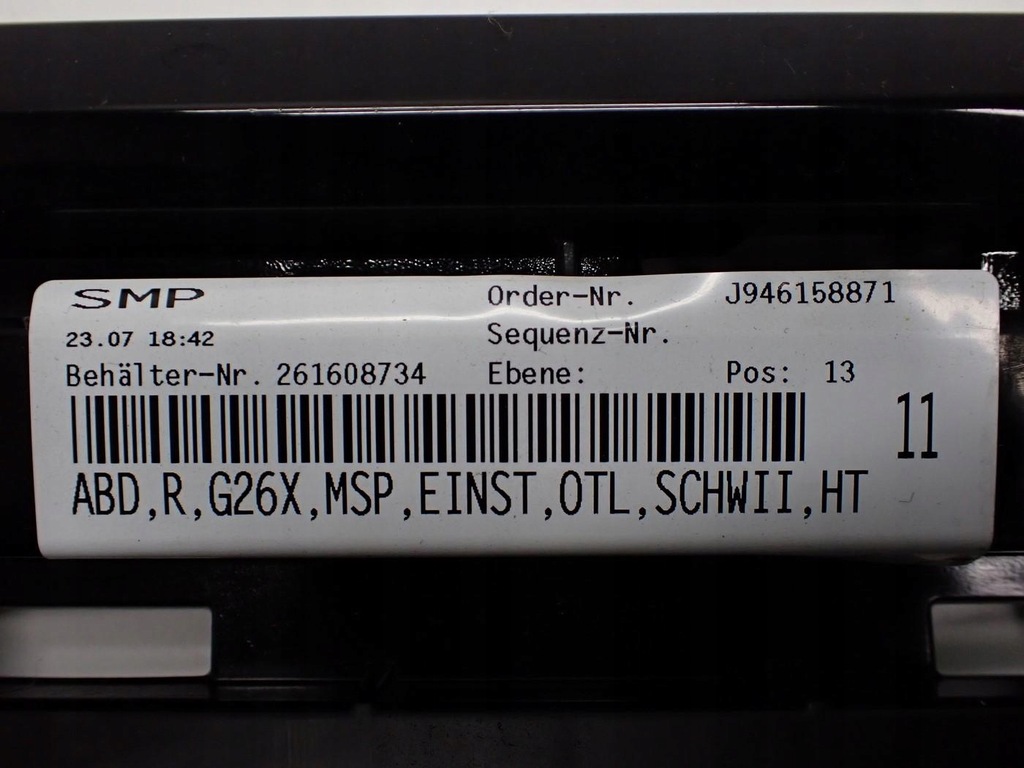 SMP Order-Nr. J946158871
23.07 18:42 Sequenz-Nr.
Behälter-Nr. 261608734 Ebene: Pos: 13
11
ABD,R,G26X,MSP,EINST,OTL,SCHWII,HT